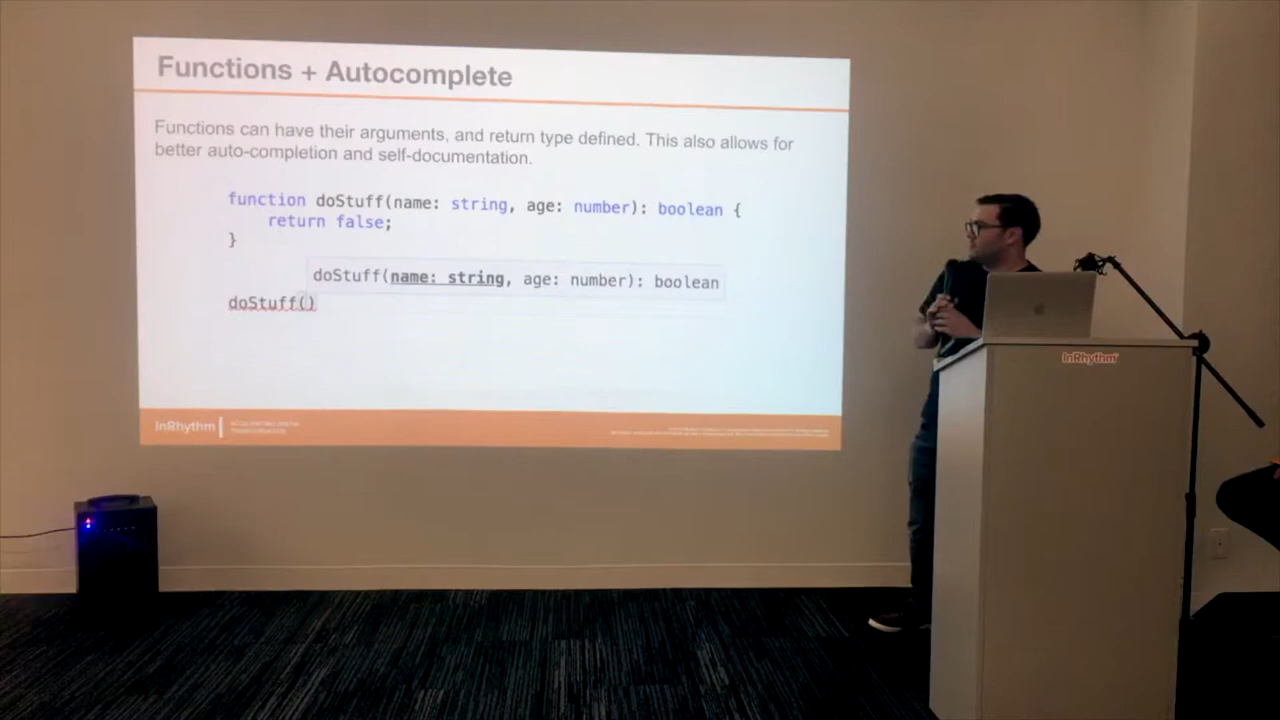 Functions + Autocomplete
Functions can have their arguments, and return type defined. This also allows for
better auto-completion and self-documentation.
function doStuff(name: string, age: number): boolean {
return false;
}
doStuff(name: string, age: number): boolean
doStuff()
InRhythm
InRhythm